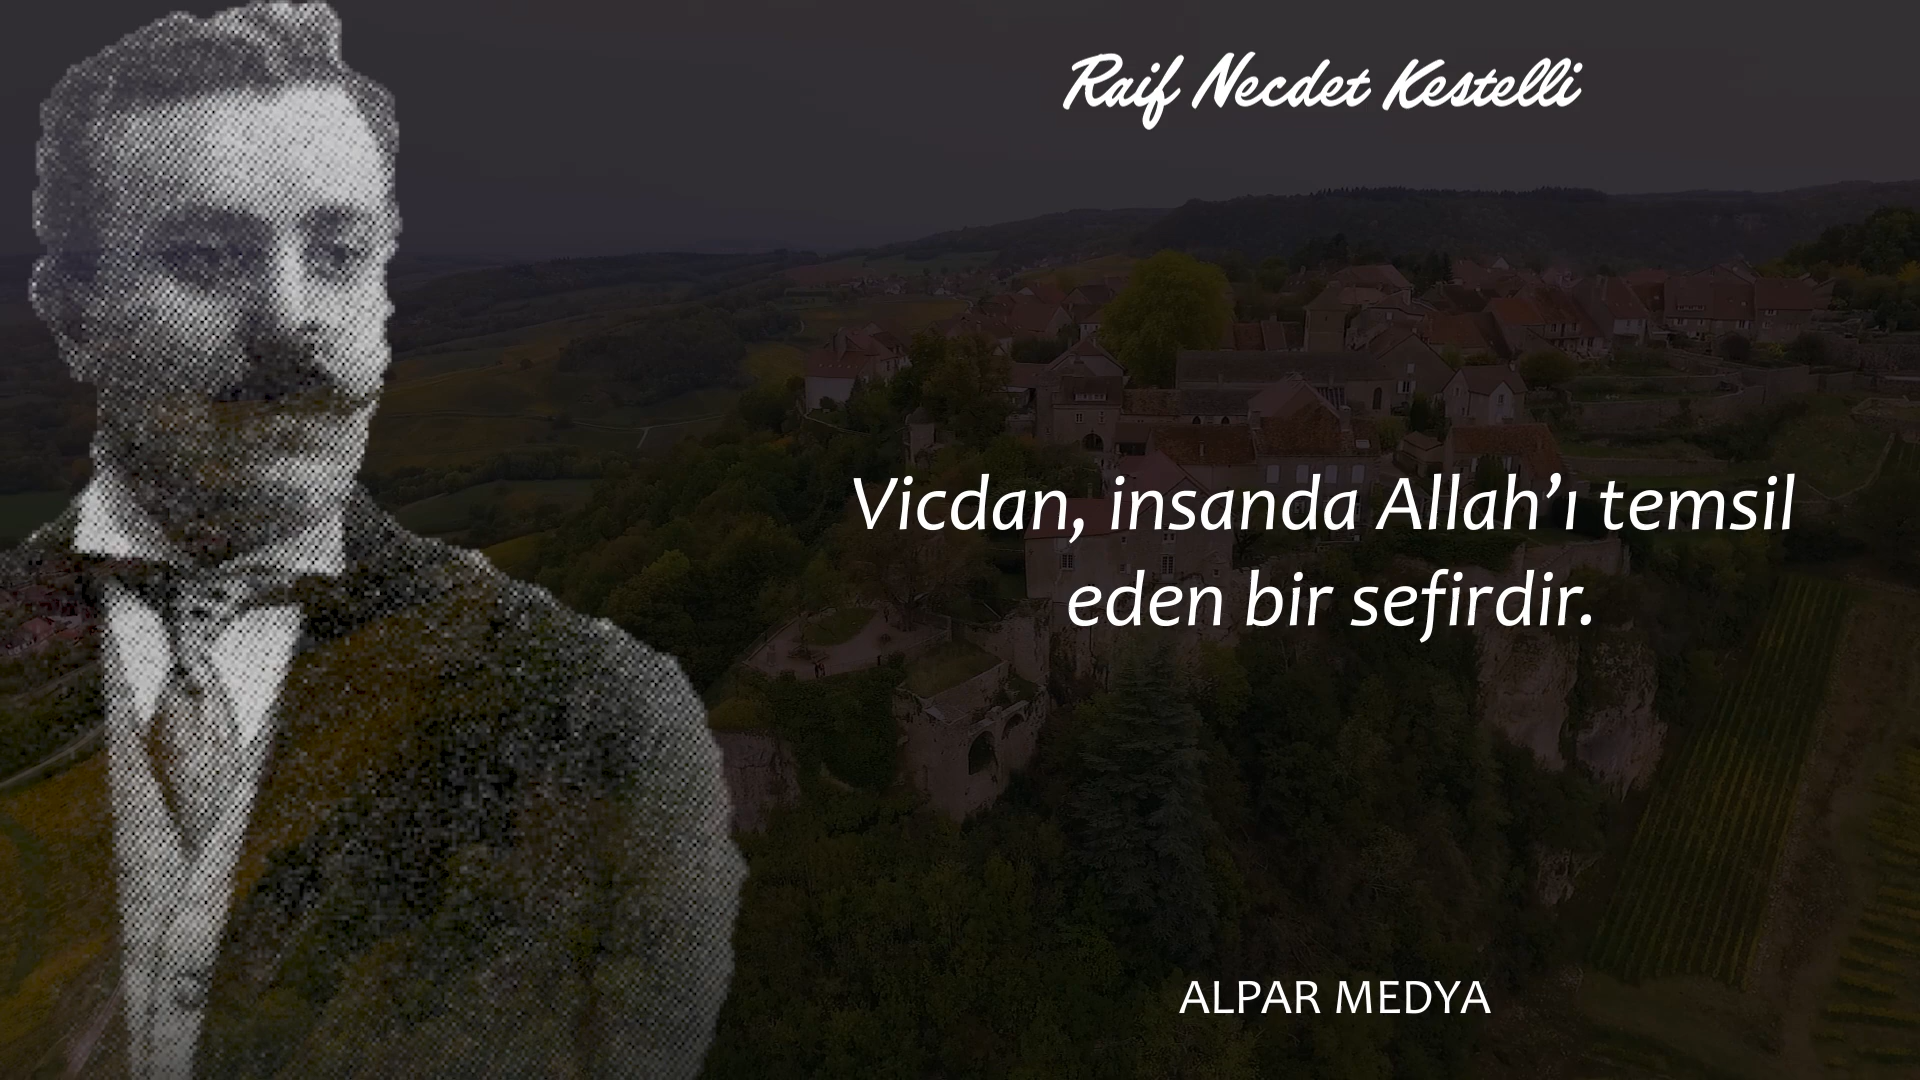 Raif Necdet Kestelli
Vicdan, insanda Allah’ı temsil
eden bir sefirdir.
ALPAR MEDYA